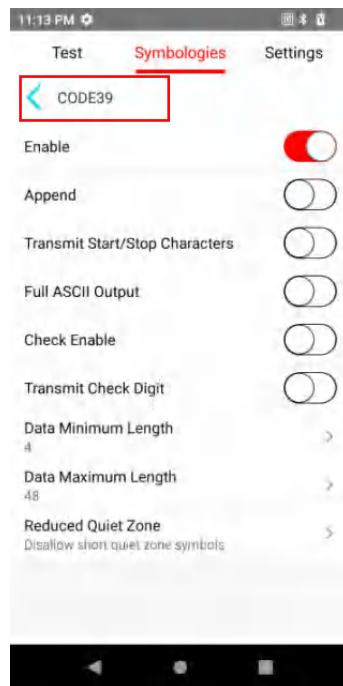 11:13 PM
Test Symbologies Settings
CODE39
Enable
Append
Transmit Start/Stop Characters
Full ASCII Output
Check Enable
Transmit Check Digit
Data Minimum Length
4
Data Maximum Length
48
Reduced Quiet Zone
Disallow short quiet zone symbols